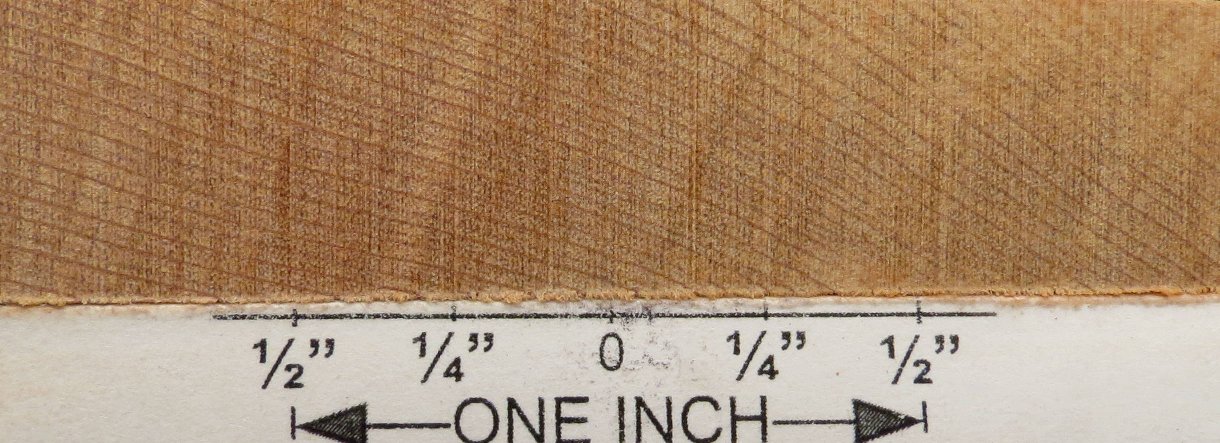 ½” ¼” 0 ¼” ½”
ONE INCH